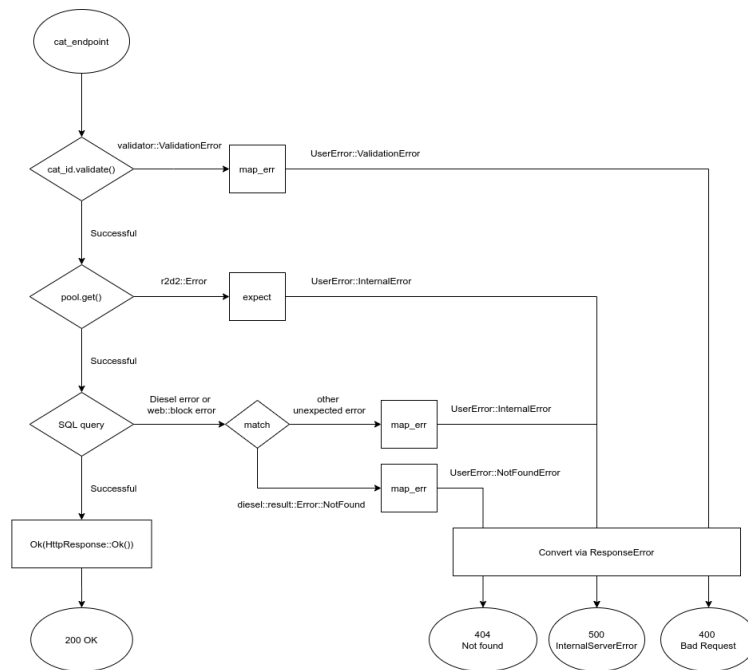 cat_endpoint
validator::ValidationError
UserError::ValidationError
cat_id.validate()
map_err
Successful
r2d2::Error
UserError::InternalError
pool.get()
expect
Successful
Diesel error or
web::block error
other
unexpected error
UserError::InternalError
SQL query
match
map_err
UserError::NotFoundError
Successful
map_err
diesel::result::Error::NotFound
Ok(HttpResponse::Ok())
Convert via ResponseError
200 OK
404
Not found
500
InternalServerError
400
Bad Request